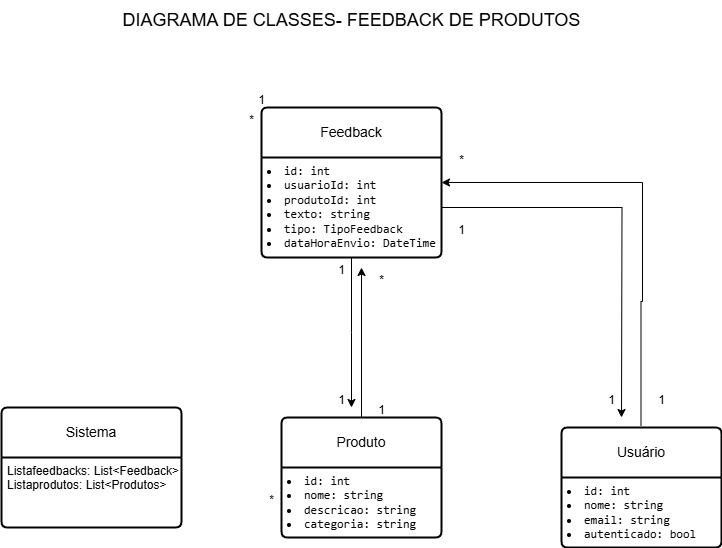 DIAGRAMA DE CLASSES- FEEDBACK DE PRODUTOS
1
*
Feedback
id: int
usuarioId: int
produtoId: int
texto: string
tipo: TipoFeedback
dataHoraEnvio: DateTime
*
1
1
*
1
1
1
1
Sistema
Listafeedbacks: List<Feedback>
Listaprodutos: List<Produtos>
Produto
id: int
nome: string
descricao: string
categoria: string
*
Usuário
id: int
nome: string
email: string
autenticado: bool